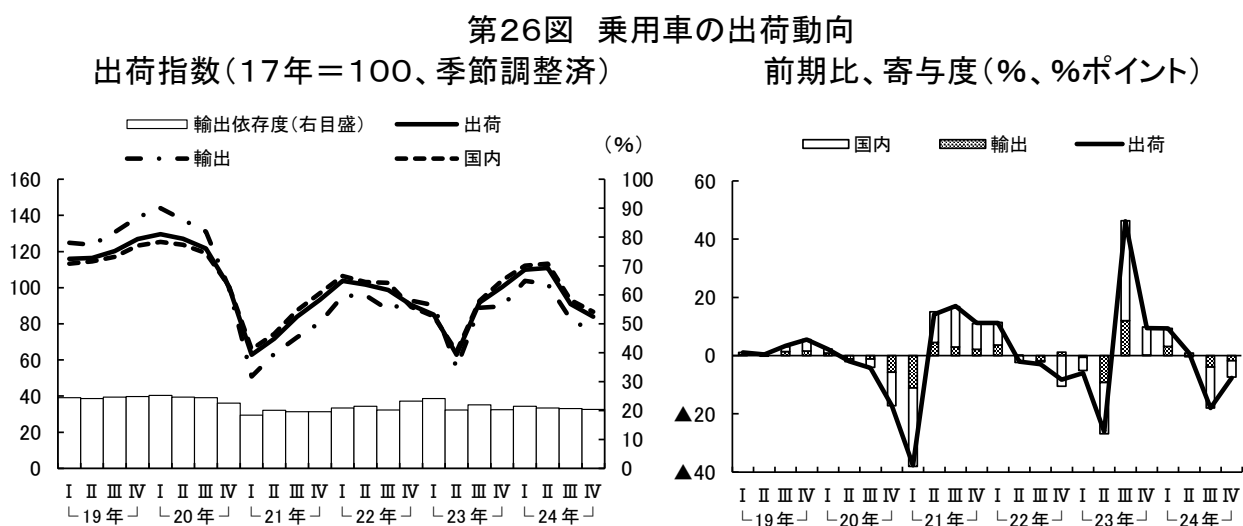 第26図 乗用車の出荷動向
出荷指数(17年=100、季節調整済)
前期比、寄与度(%、%ポイント)
輸出依存度(右目盛)
出荷
輸出
国内
(%)
160
140
120
100
80
60
40
20
0
100
90
80
70
60
50
40
30
20
10
0
Ⅰ Ⅱ Ⅲ Ⅳ Ⅰ Ⅱ Ⅲ Ⅳ Ⅰ Ⅱ Ⅲ Ⅳ Ⅰ Ⅱ Ⅲ Ⅳ Ⅰ Ⅱ Ⅲ Ⅳ Ⅰ Ⅱ Ⅲ Ⅳ
19年 20年 21年 22年 23年 24年
国内 輸出 出荷
60
40
20
0
▲ 20
▲ 40
Ⅰ Ⅱ Ⅲ Ⅳ Ⅰ Ⅱ Ⅲ Ⅳ Ⅰ Ⅱ Ⅲ Ⅳ Ⅰ Ⅱ Ⅲ Ⅳ Ⅰ Ⅱ Ⅲ Ⅳ Ⅰ Ⅱ Ⅲ Ⅳ
19年 20年 21年 22年 23年 24年